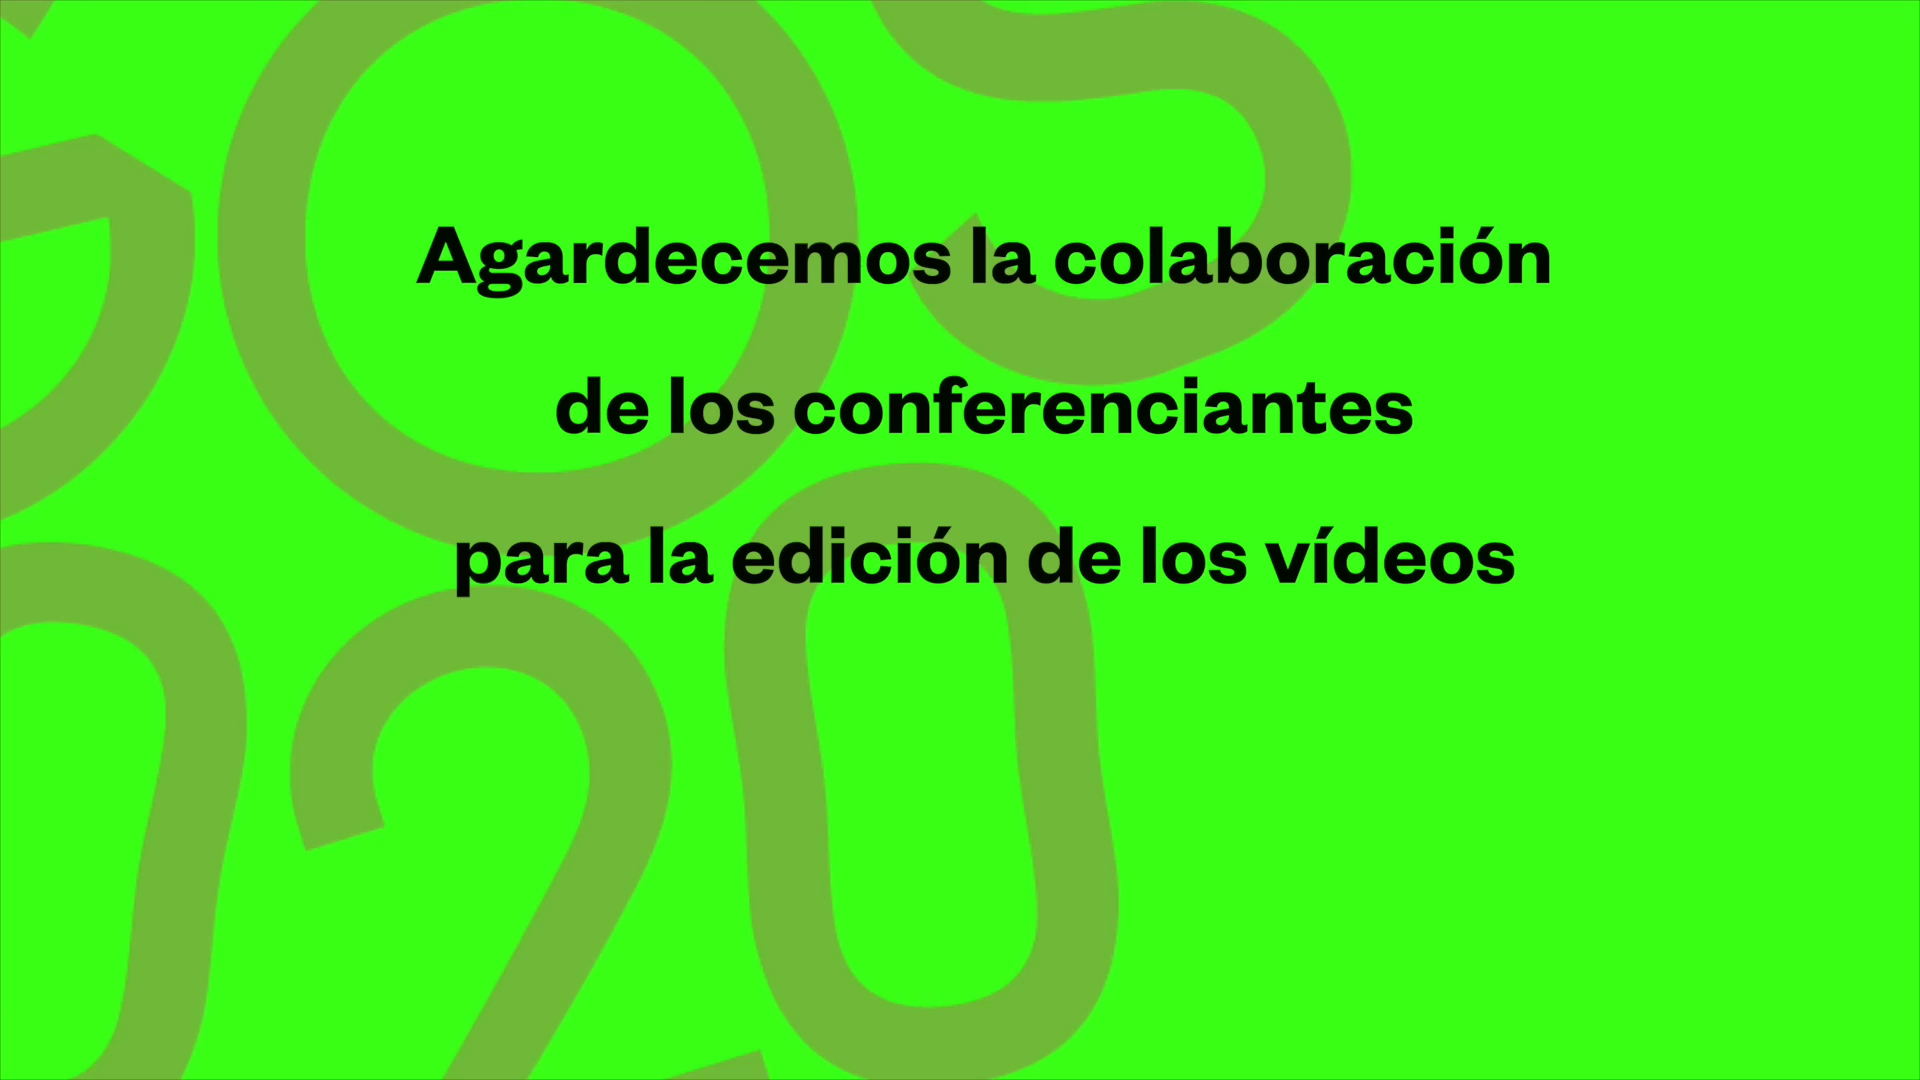 Agardecemos la colaboración
de los conferenciantes
para la edición de los vídeos